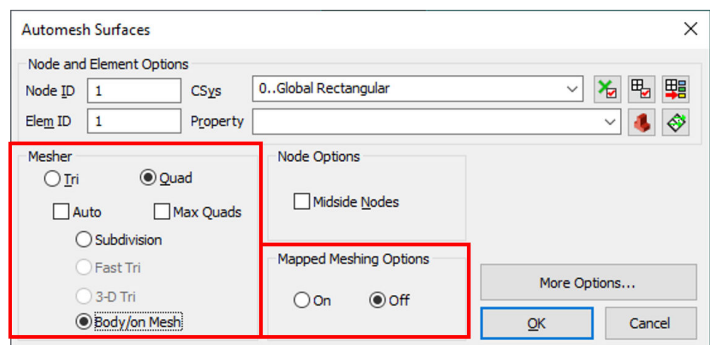 Automesh Surfaces
Node and Element Options
Node ID 1 CSys 0..Global Rectangular
Elem ID 1 Property
Mesher
Tri Quad
Auto Max Quads
Subdivision
Fast Tri
3-D Tri
Body/on Mesh
Node Options
Midside Nodes
Mapped Meshing Options
On Off
More Options...
OK Cancel